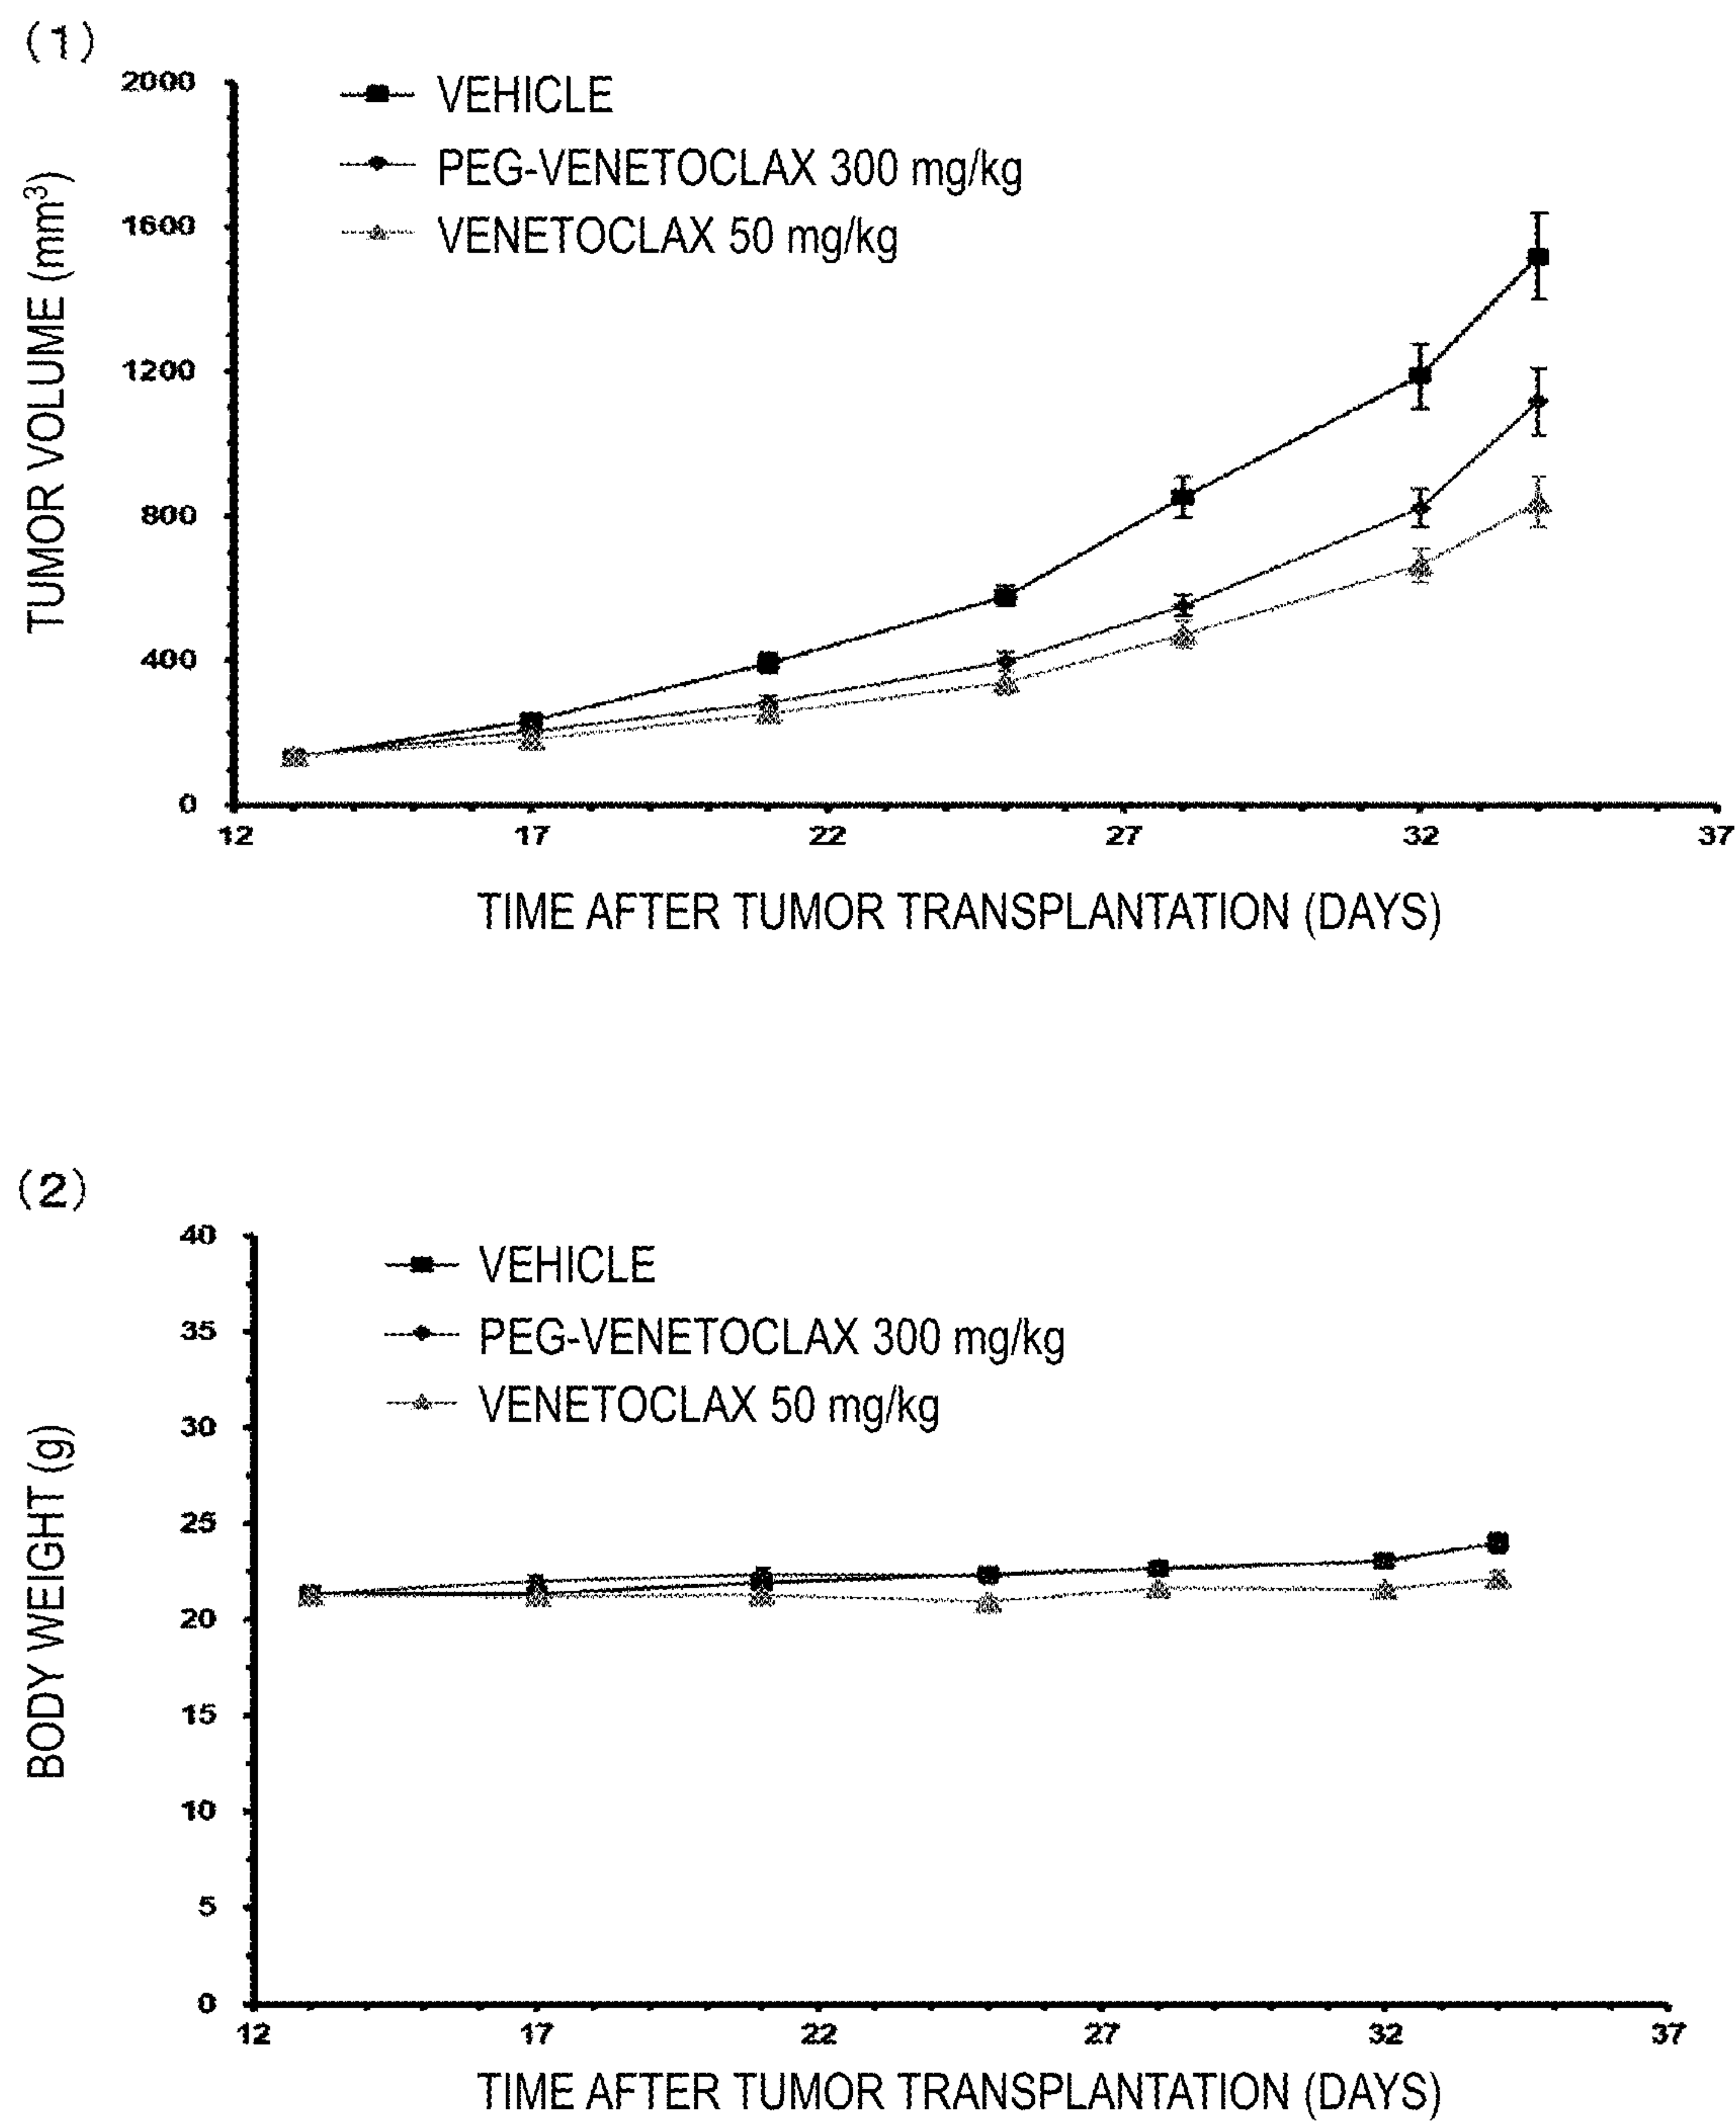 (1)
2000
1600
1200
800
400
0
TUMOR VOLUME (mm³)
VEHICLE
PEG-VENETOCLAX 300 mg/kg
VENETOCLAX 50 mg/kg
12 17 22 27 32 37
TIME AFTER TUMOR TRANSPLANTATION (DAYS)
(2)
40
35
30
25
20
15
10
5
0
BODY WEIGHT (g)
VEHICLE
PEG-VENETOCLAX 300 mg/kg
VENETOCLAX 50 mg/kg
12 17 22 27 32 37
TIME AFTER TUMOR TRANSPLANTATION (DAYS)